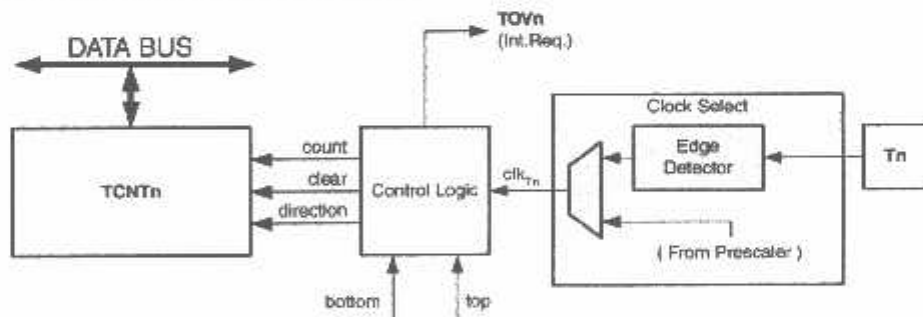 TOVn
(Int.Req.)
DATA BUS
Clock Select
count
Edge
Detector
Tn
TCNTn
clear
Control Logic
clkTn
direction
( From Prescaler )
bottom
top